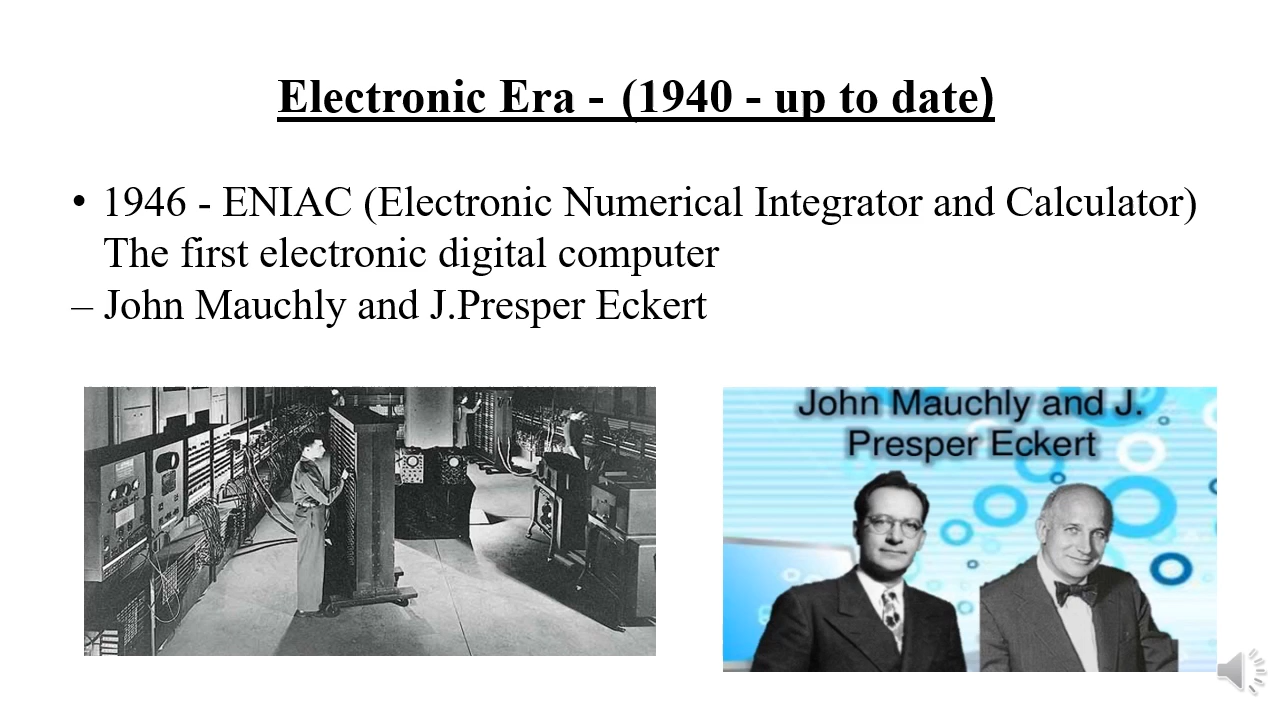 Electronic Era - (1940 - up to date)
• 1946 - ENIAC (Electronic Numerical Integrator and Calculator)
The first electronic digital computer
– John Mauchly and J.Presper Eckert
John Mauchly and J.
Presper Eckert